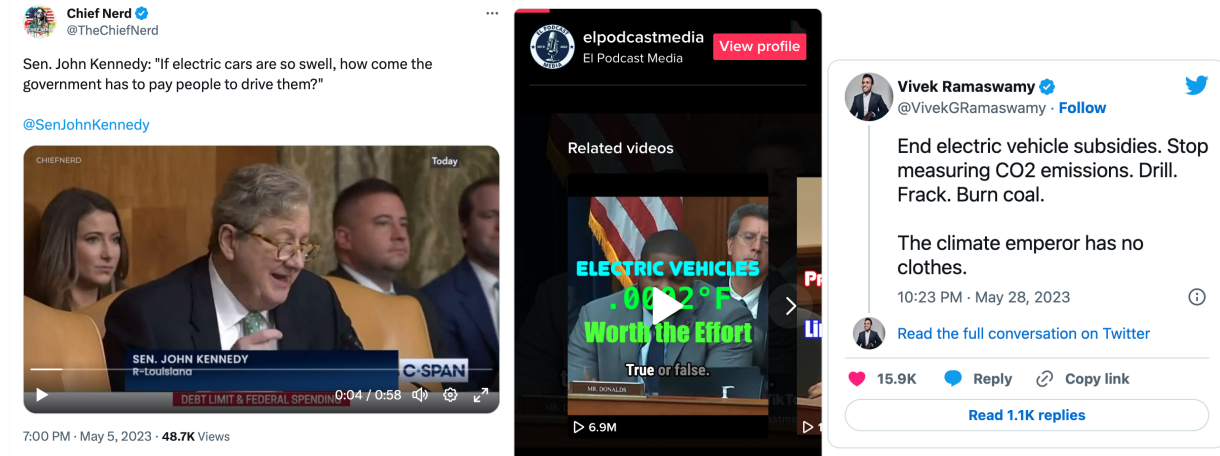 Chief Nerd
@TheChiefNerd
Sen. John Kennedy: "If electric cars are so swell, how come the
government has to pay people to drive them?"
@SenJohnKennedy
CHIEFNERD
Today
SEN. JOHN KENNEDY
R-Louisiana
C-SPAN
DEBT LIMIT & FEDERAL SPENDING
0:04 / 0:58
7:00 PM · May 5, 2023 · 48.7K Views
EL PODCAST
MEDIA
elpodcastmedia
El Podcast Media
View profile
Related videos
ELECTRIC VEHICLES
.0002°F
Worth the Effort
True or false.
MR. DONALDS
6.9M
Vivek Ramaswamy
@VivekGRamaswamy · Follow
End electric vehicle subsidies. Stop
measuring CO2 emissions. Drill.
Frack. Burn coal.
The climate emperor has no
clothes.
10:23 PM · May 28, 2023
Read the full conversation on Twitter
15.9K
Reply
Copy link
Read 1.1K replies